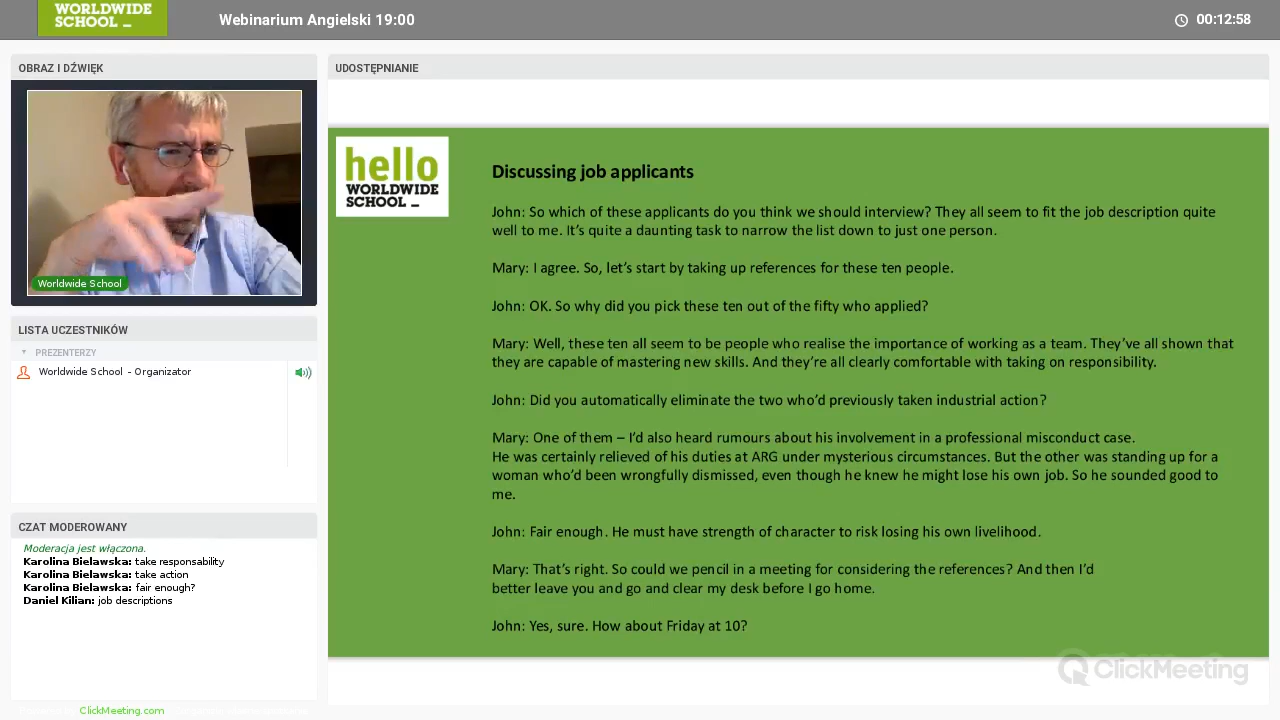 WORLDWIDE
SCHOOL _
Webinarium Angielski 19:00
00:12:58
OBRAZ I DŹWIĘK
Worldwide School
LISTA UCZESTNIKÓW
PREZENTERZY
Worldwide School - Organizator
CZAT MODEROWANY
Moderacja jest włączona.
Karolina Bielawska: take responsability
Karolina Bielawska: take action
Karolina Bielawska: fair enough?
Daniel Kilian: job descriptions
ClickMeeting.com
UDOSTĘPNIANIE
hello
WORLDWIDE
SCHOOL _
Discussing job applicants
John: So which of these applicants do you think we should interview? They all seem to fit the job description quite
well to me. It's quite a daunting task to narrow the list down to just one person.
Mary: I agree. So, let's start by taking up references for these ten people.
John: OK. So why did you pick these ten out of the fifty who applied?
Mary: Well, these ten all seem to be people who realise the importance of working as a team. They've all shown that
they are capable of mastering new skills. And they're all clearly comfortable with taking on responsibility.
John: Did you automatically eliminate the two who'd previously taken industrial action?
Mary: One of them – I'd also heard rumours about his involvement in a professional misconduct case.
He was certainly relieved of his duties at ARG under mysterious circumstances. But the other was standing up for a
woman who'd been wrongfully dismissed, even though he knew he might lose his own job. So he sounded good to
me.
John: Fair enough. He must have strength of character to risk losing his own livelihood.
Mary: That's right. So could we pencil in a meeting for considering the references? And then I'd
better leave you and go and clear my desk before I go home.
John: Yes, sure. How about Friday at 10?
ClickMeeting